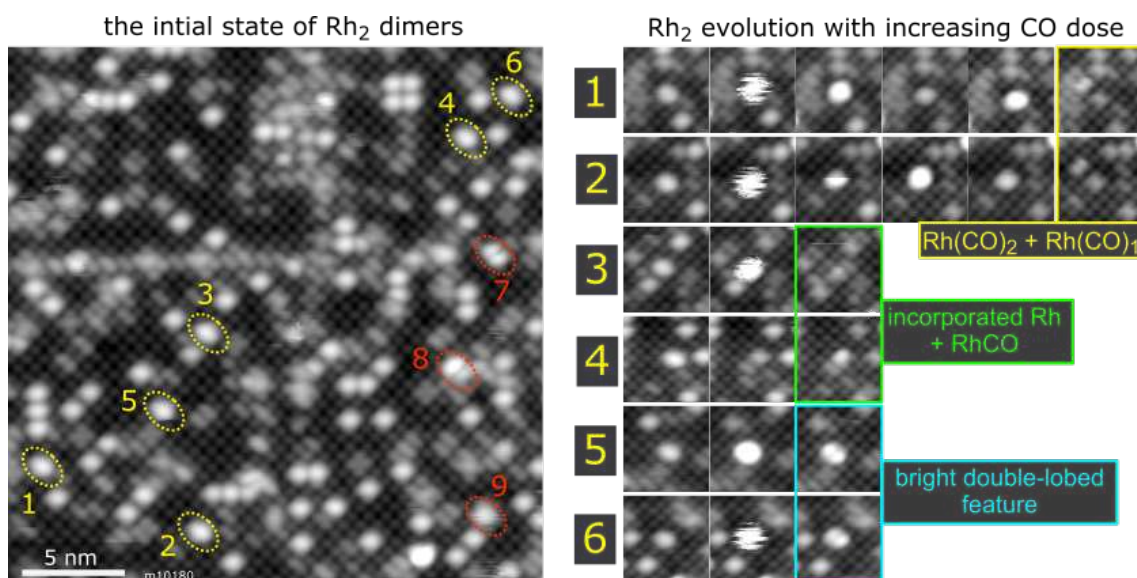 the intial state of Rh₂ dimers
6
4
7
3
8
5
9
1
2
5 nm
m10180
Rh₂ evolution with increasing CO dose
1
2
Rh(CO)₂ + Rh(CO)₁
3
incorporated Rh
+ RhCO
4
5
bright double-lobed
feature
6